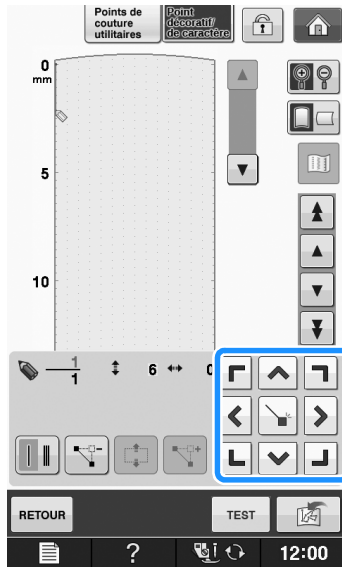 Points de
couture
utilitaires
Point
décoratif/
de caractère
0
mm
5
10
1
1
6
0
RETOUR
TEST
?
12:00